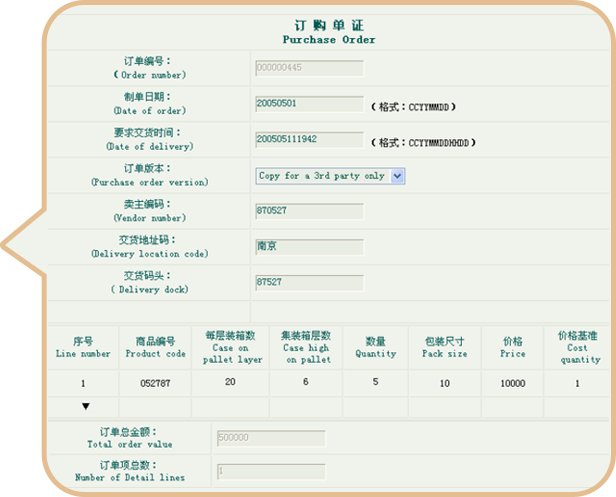 订购单证
Purchase Order
订单编号：
( Order number)
000000445
制单日期：
(Date of order)
20050501
（格式：CCYYMMDD）
要求交货时间：
(Date of delivery)
200505111942
（格式：CCYYMMDDHHDD）
订单版本：
(Purchase order version)
Copy for a 3rd party only
卖主编码：
(Vendor number)
870527
交货地址码：
(Delivery location code)
南京
交货码头：
( Delivery dock)
87527
序号
Line number
商品编号
Product code
每层装箱数
Case on
pallet layer
集装箱层数
Case high
on pallet
数量
Quantity
包装尺寸
Pack size
价格
Price
价格基准
Cost
quantity
1 052787 20 6 5 10 10000 1
▼
订单总金额：
Total order value
500000
订单项总数：
Number of Detail lines
1